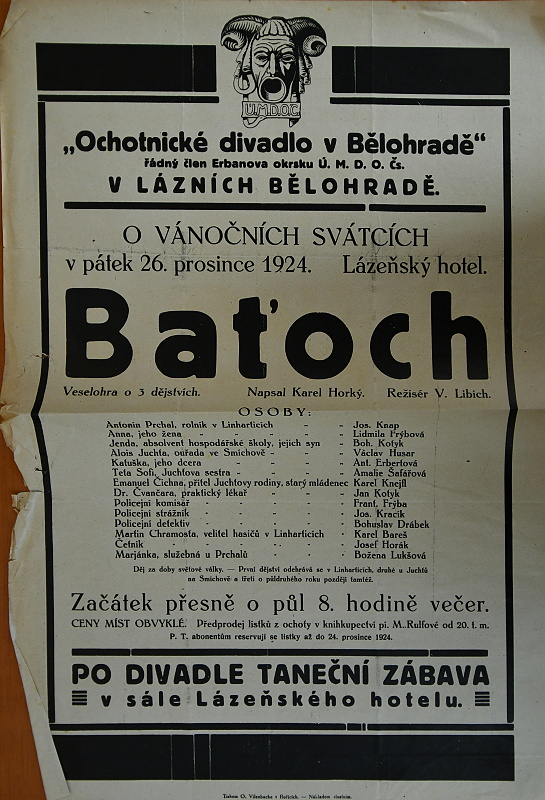 U.M.D.O.Č.
„Ochotnické divadlo v Bělohradě“
řádný člen Erbanova okrsku Ú. M. D. O. Čs.
V LÁZNÍCH BĚLOHRADĚ.
O VÁNOČNÍCH SVÁTCÍCH
v pátek 26. prosince 1924. Lázeňský hotel.
Baťoch
Veselohra o 3 dějstvích. Napsal Karel Horký. Režisér V. Libich.
OSOBY:
Antonín Prchal, rolník v Linharticích - - Jos. Knap
Anna, jeho žena - - - - - - Lidmila Frýbová
Jenda, absolvent hospodářské školy, jejich syn - Boh. Kotyk
Alois Juchta, ouřada ve Smíchově - - - - Václav Husar
Katuška, jeho dcera - - - - - Ant. Erbertová
Teta Sofi, Juchtova sestra - - - - Amalie Šafářová
Emanuel Čichna, přítel Juchtovy rodiny, starý mládenec Karel Knejfl
Dr. Čvančara, praktický lékař - - - - Jan Kotyk
Policejní komisař - - - - - Frant. Frýba
Policejní strážník - - - - - Jos. Kracík
Policejní detektiv - - - - - Bohuslav Drábek
Martin Chramosta, velitel hasičů v Linharticích - Karel Bareš
Četník - - - - - - Josef Horák
Marjánka, služebná u Prchalů - - - - Božena Lukšová
Děj za doby světové války. — První dějství odehrává se v Linharticích, druhé u Juchtů
na Smíchově a třetí o půldruhého roku později tamtéž.
Začátek přesně o půl 8. hodině večer.
CENY MÍST OBVYKLÉ. Předprodej lístků z ochoty v knihkupectví pí. M. Rulfové od 20. t. m.
P. T. abonentům reservují se lístky až do 24. prosince 1924.
PO DIVADLE TANEČNÍ ZÁBAVA
v sále Lázeňského hotelu.
Tiskem O. Villenbacha v Hořicích. — Nákladem vlastním.